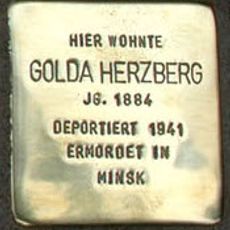 HIER WOHNTE
GOLDA HERZBERG
JG. 1884
DEPORTIERT 1941
ERMORDET IN
MINSK